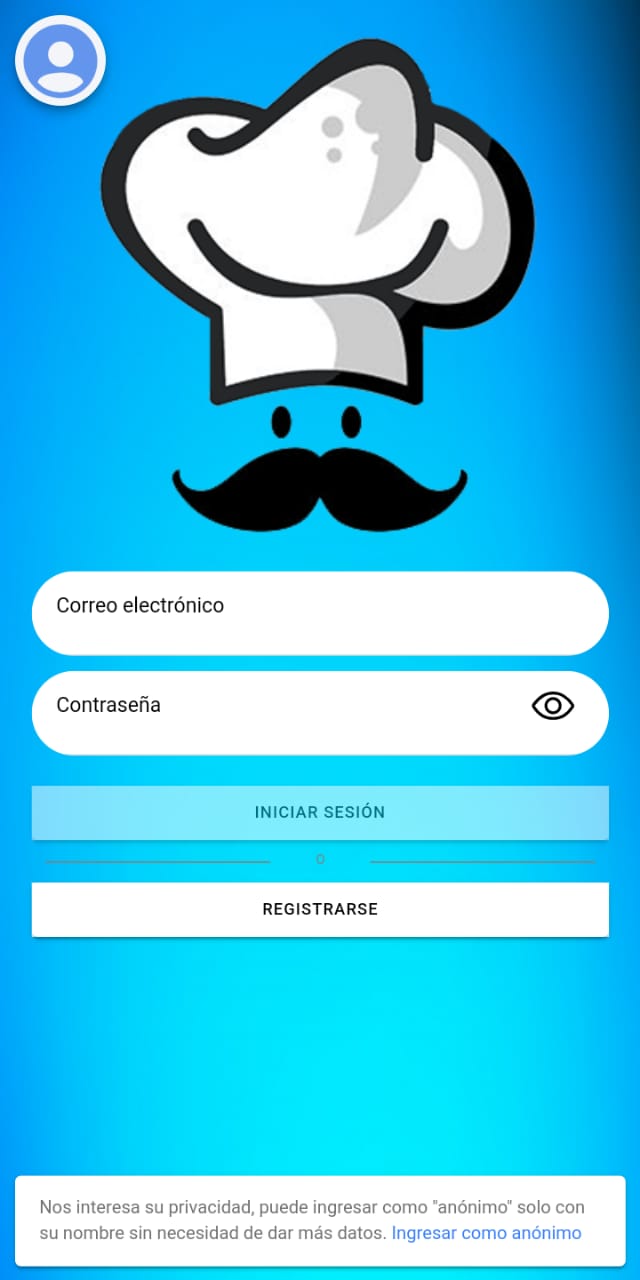 Correo electrónico
Contraseña
INICIAR SESIÓN
O
REGISTRARSE
Nos interesa su privacidad, puede ingresar como "anónimo" solo con
su nombre sin necesidad de dar más datos. Ingresar como anónimo